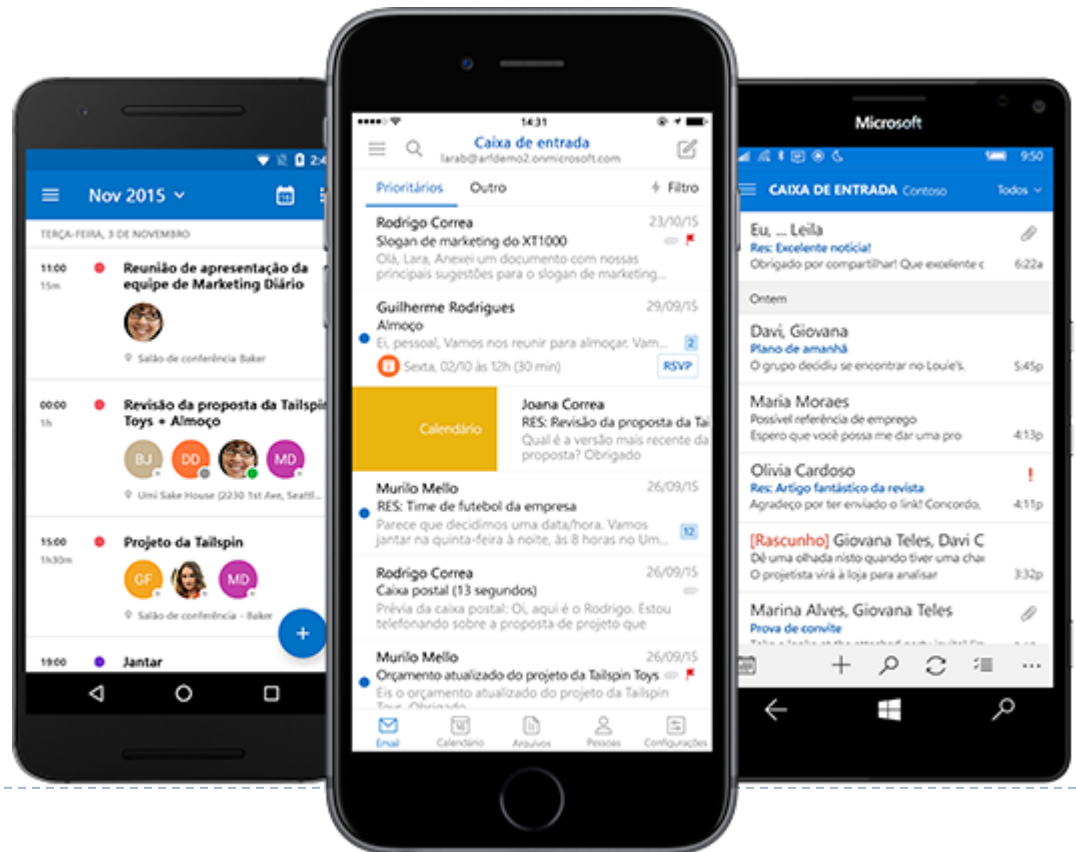 2:4
Nov 2015
TERÇA-FEIRA, 3 DE NOVEMBRO
11:00
15m
Reunião de apresentação da
equipe de Marketing Diário
Salão de conferência Baker
00:00
1h
Revisão da proposta da Tailspin
Toys + Almoço
BJ DD MD
Umi Sake House (2230 1st Ave, Seattl...
15:00
1h30m
Projeto da Tailspin
GF MD
Salão de conferência - Baker
+
19:00
Jantar
14:31
Caixa de entrada
larab@arfdemo2.onmicrosoft.com
Prioritários Outro Filtro
Rodrigo Correa 23/10/15
Slogan de marketing do XT1000
Olá, Lara, Anexei um documento com nossas
principais sugestões para o slogan de marketing...
Guilherme Rodrigues 29/09/15
Almoço
Ei, pessoal, Vamos nos reunir para almoçar. Vam... 2
Sexta, 02/10 às 12h (30 min) RSVP
Calendário
Joana Correa
RES: Revisão da proposta da Tai
Qual é a versão mais recente da
proposta? Obrigado
Murilo Mello 26/09/15
RES: Time de futebol da empresa
Parece que decidimos uma data/hora. Vamos
jantar na quinta-feira à noite, às 8 horas no Um... 12
Rodrigo Correa 26/09/15
Caixa postal (13 segundos)
Prévia da caixa postal: Oi, aqui é o Rodrigo. Estou
telefonando sobre a proposta de projeto que
Murilo Mello 26/09/15
Orçamento atualizado do projeto da Tailspin Toys
Eis o orçamento atualizado do projeto da Tailspin
Toys. Obrigado
Email Calendário Arquivos Pessoas Configurações
Microsoft
9:50
CAIXA DE ENTRADA Contoso Todos
Eu, ... Leila
Res: Excelente notícia!
Obrigado por compartilhar! Que excelente c 6:22a
Ontem
Davi, Giovana
Plano de amanhã
O grupo decidiu se encontrar no Louie's. 5:45p
Maria Moraes
Possível referência de emprego
Espero que você possa me dar uma pro 4:13p
Olivia Cardoso
Res: Artigo fantástico da revista
Agradeço por ter enviado o link! Concordo, 4:11p
[Rascunho] Giovana Teles, Davi C
Dê uma olhada nisto quando tiver uma chan
O projetista virá à loja para analisar 3:32p
Marina Alves, Giovana Teles
Prova de convite